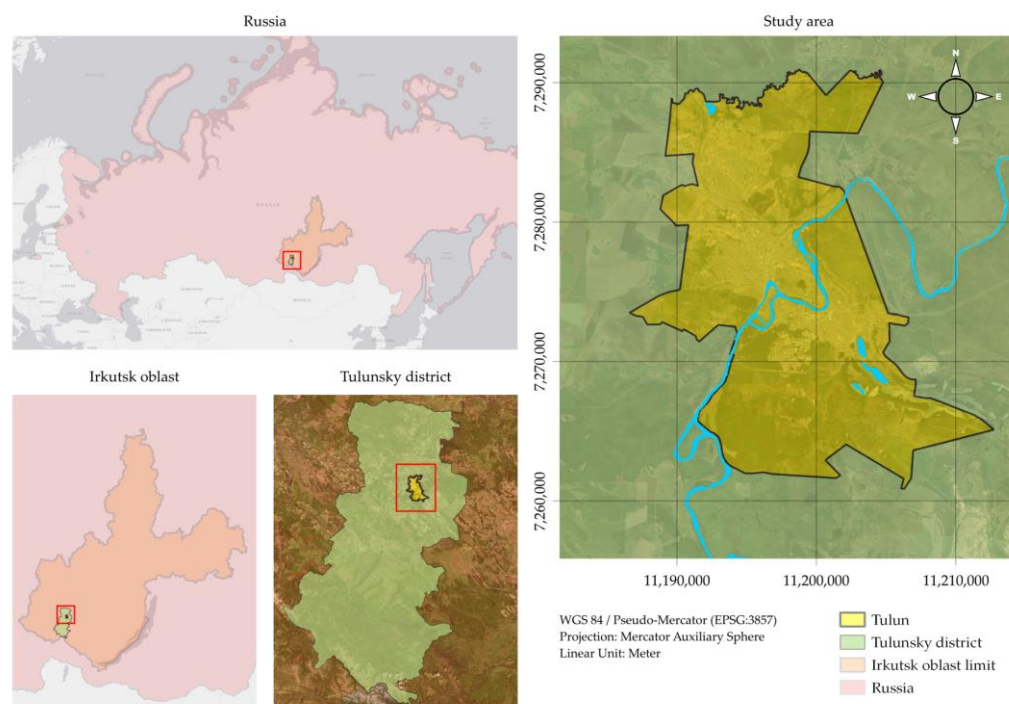 Russia
Study area
RUSSIA
N
W
E
S
7,290,000
7,280,000
7,270,000
7,260,000
11,190,000
11,200,000
11,210,000
Irkutsk oblast
Tulunsky district
WGS 84 / Pseudo-Mercator (EPSG:3857)
Projection: Mercator Auxiliary Sphere
Linear Unit: Meter
Tulun
Tulunsky district
Irkutsk oblast limit
Russia